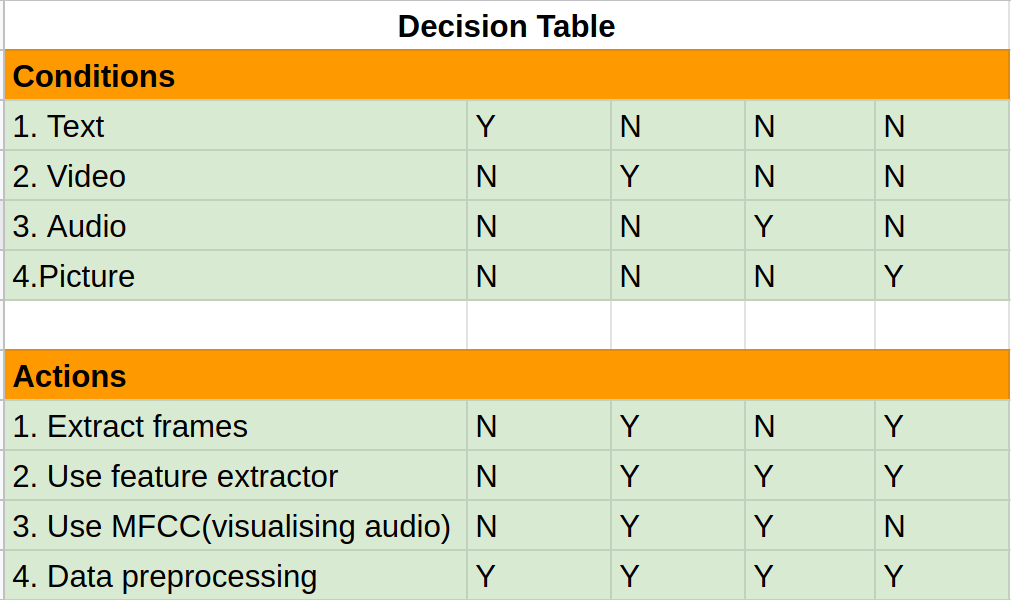 Decision Table
Conditions
1. Text Y N N N
2. Video N Y N N
3. Audio N N Y N
4.Picture N N N Y
Actions
1. Extract frames N Y N Y
2. Use feature extractor N Y Y Y
3. Use MFCC(visualising audio) N Y Y N
4. Data preprocessing Y Y Y Y